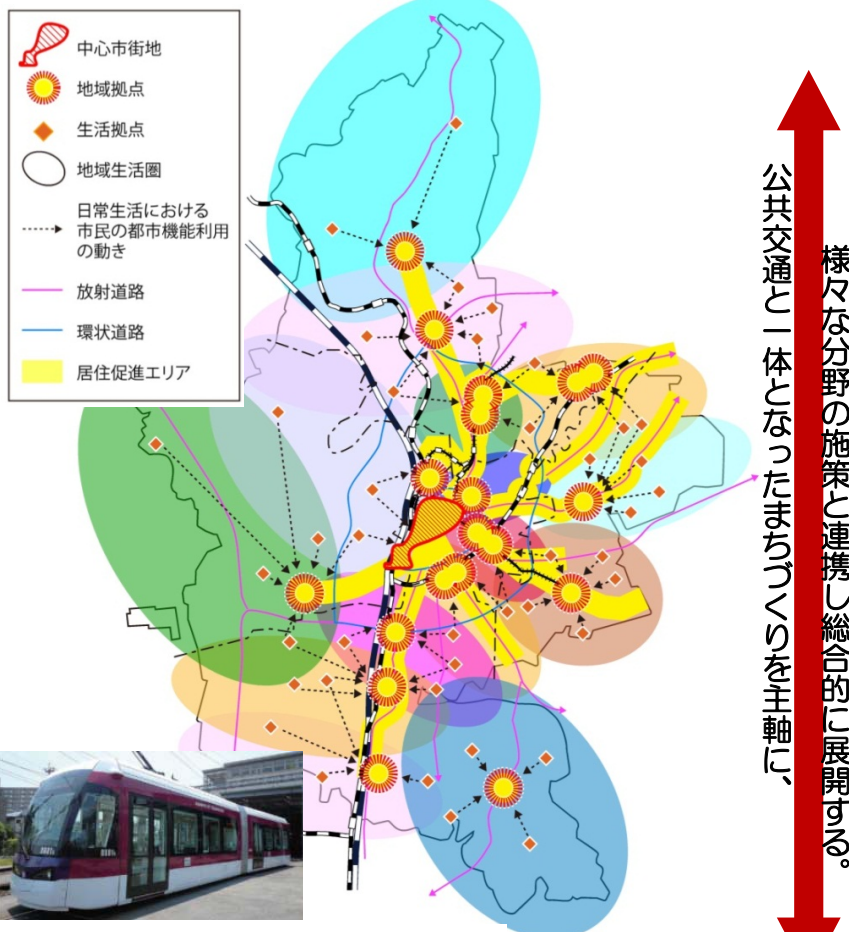 中心市街地
地域拠点
生活拠点
地域生活圏
日常生活における
市民の都市機能利用
の動き
放射道路
環状道路
居住促進エリア
公共交通と一体となったまちづくりを主軸に、
様々な分野の施策と連携し総合的に展開する。